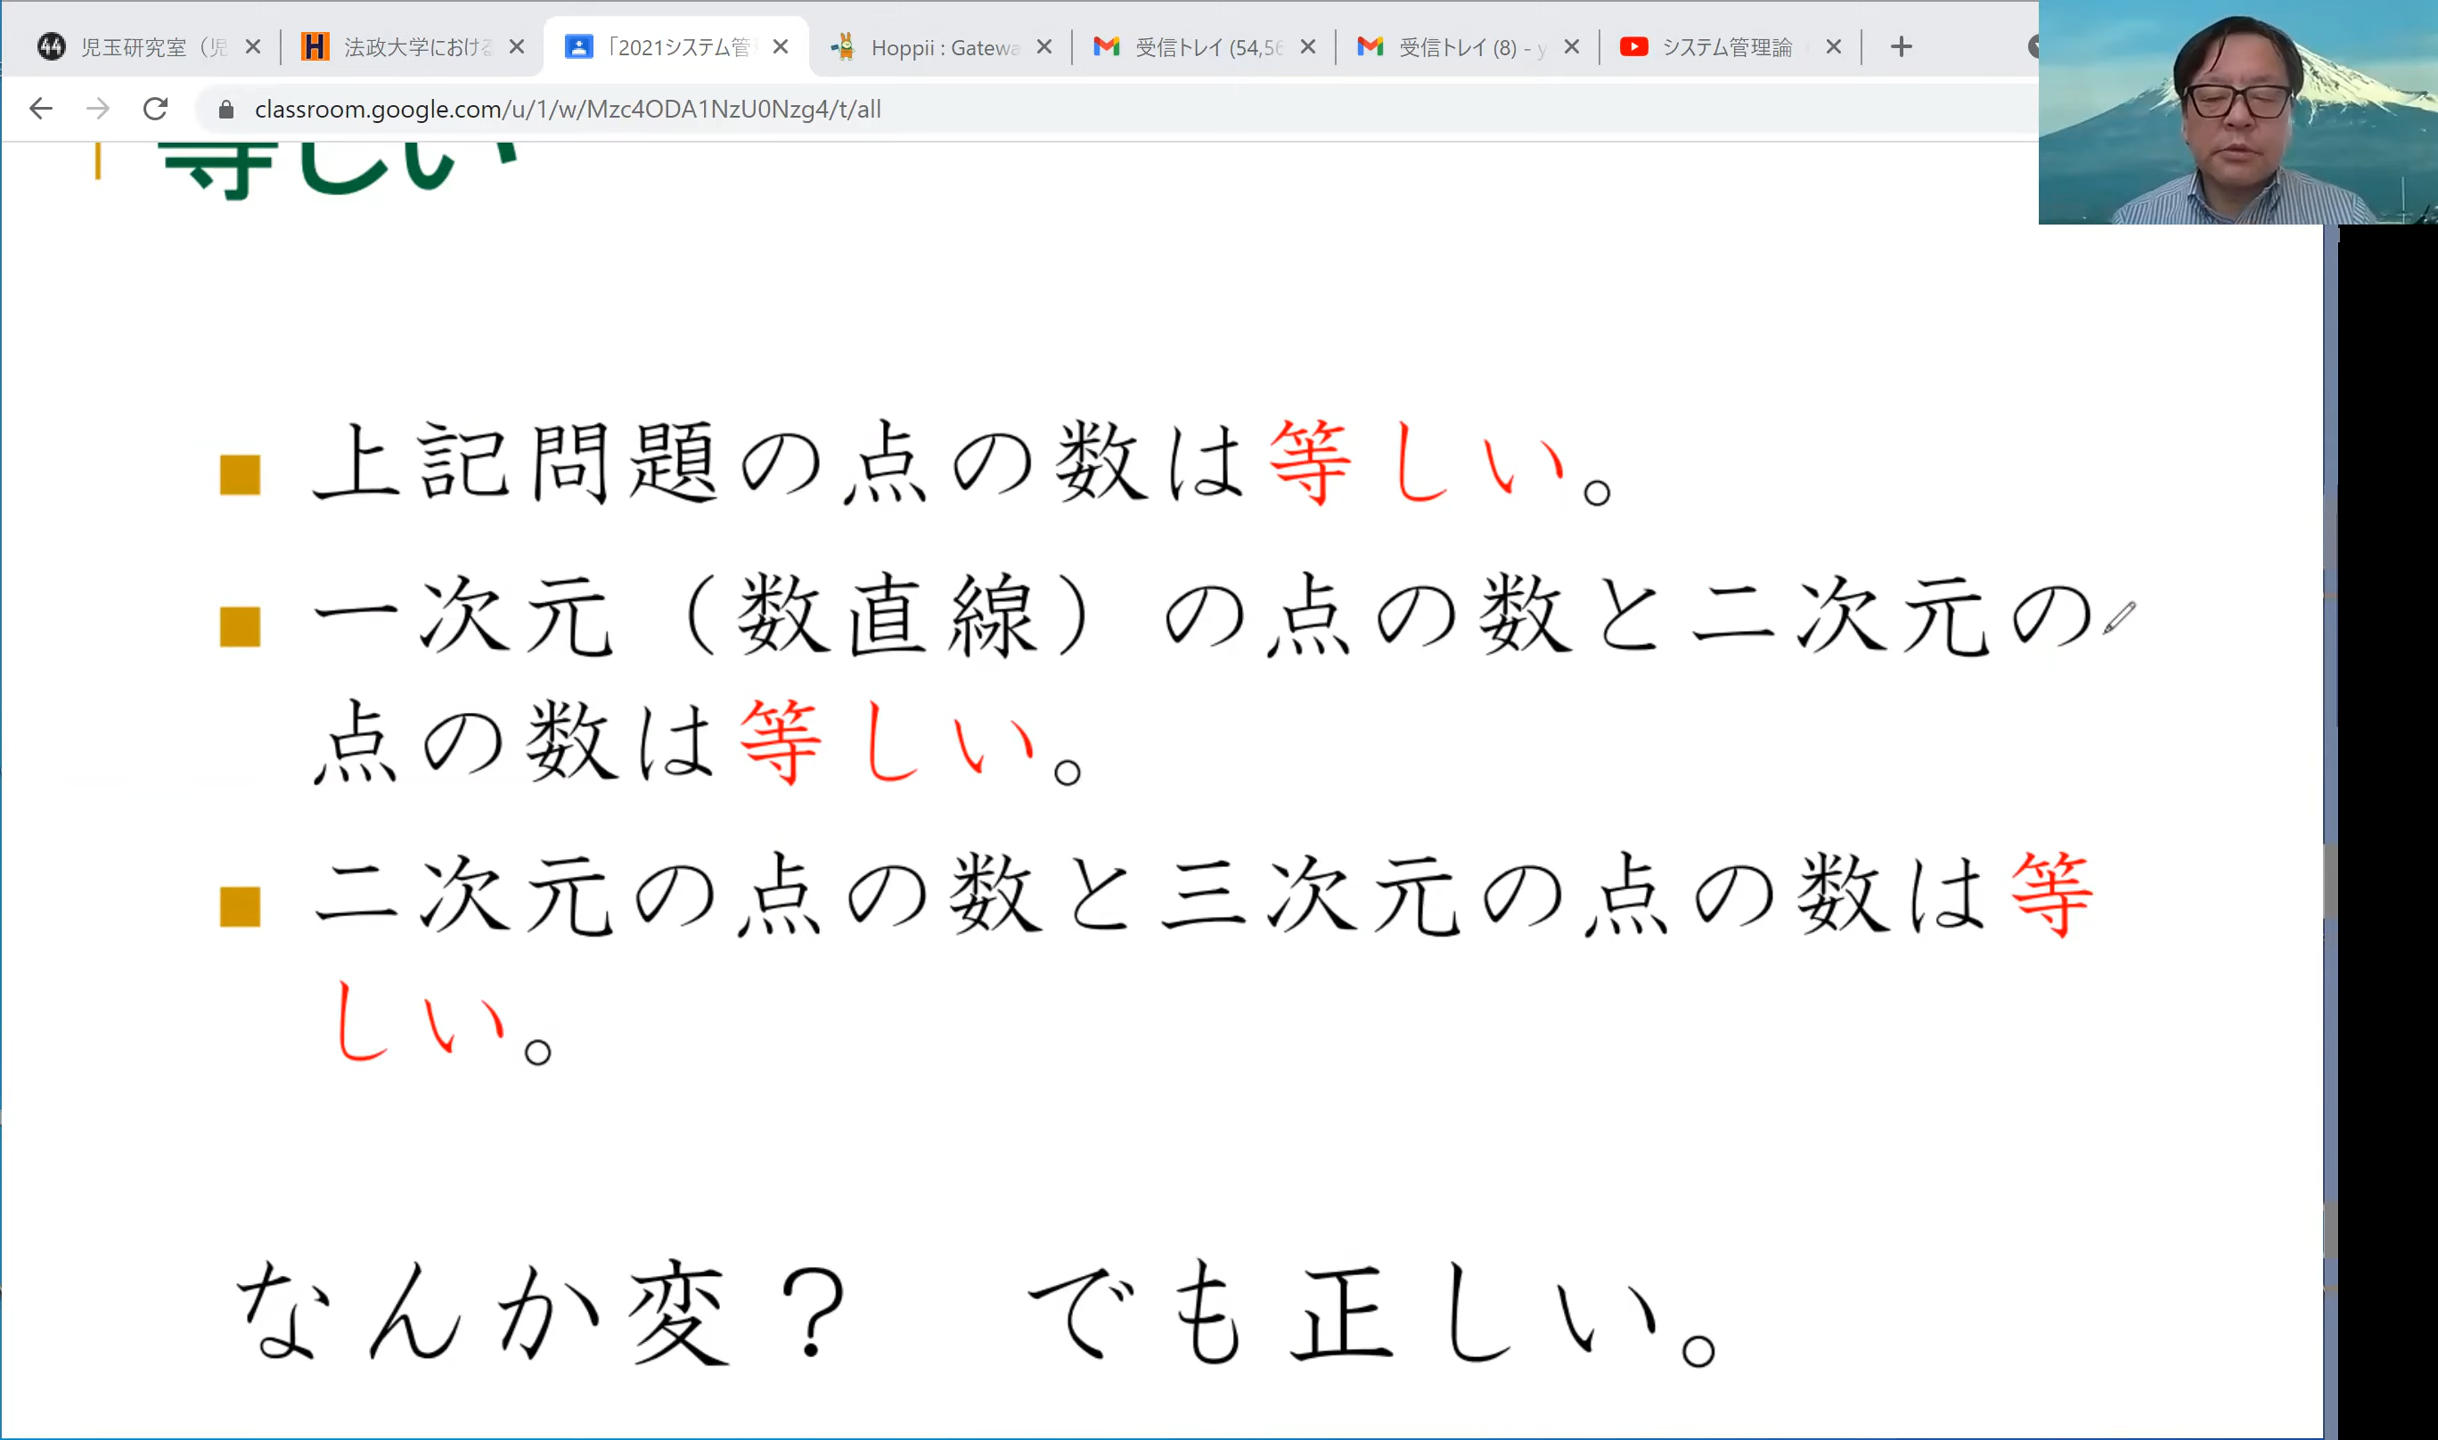 児玉研究室（児
法政大学における
「2021システム管
Hoppii : Gatewa
受信トレイ (54,56
受信トレイ (8) - y
システム管理論
classroom.google.com/u/1/w/Mzc4ODA1NzU0Nzg4/t/all
等しい
上記問題の点の数は等しい。
一次元（数直線）の点の数と二次元の
点の数は等しい。
二次元の点の数と三次元の点の数は等
しい。
なんか変？　でも正しい。